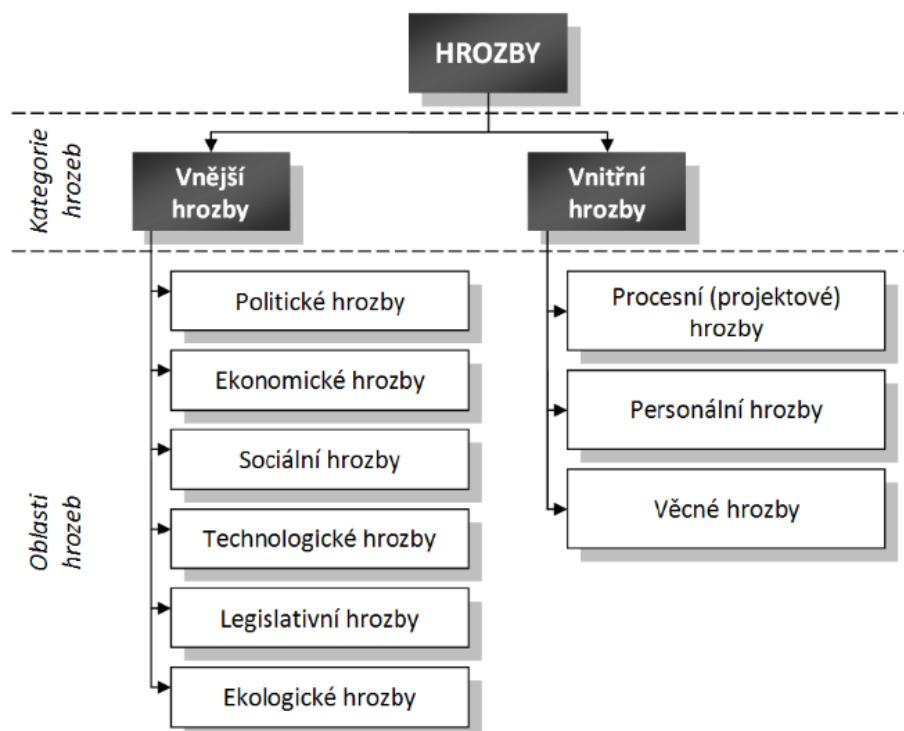 HROZBY
Kategorie
hrozeb
Vnější
hrozby
Vnitřní
hrozby
Oblasti
hrozeb
Politické hrozby
Ekonomické hrozby
Sociální hrozby
Technologické hrozby
Legislativní hrozby
Ekologické hrozby
Procesní (projektové)
hrozby
Personální hrozby
Věcné hrozby